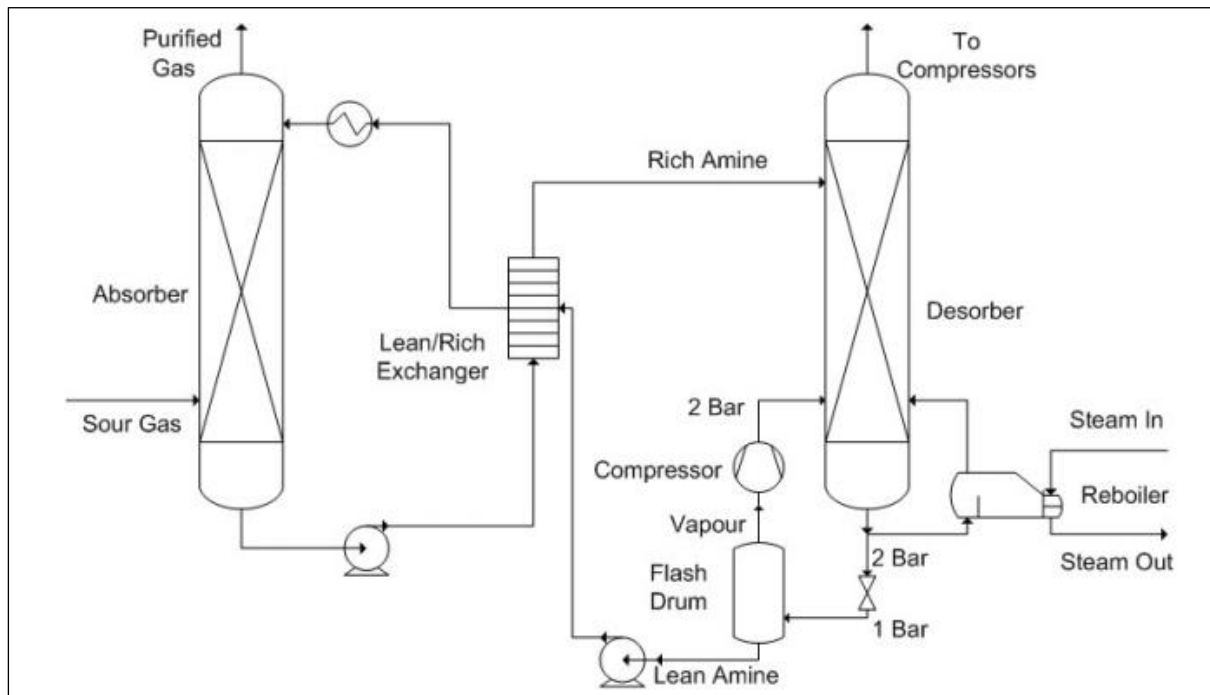 Purified
Gas
To
Compressors
Rich Amine
Absorber
Desorber
Lean/Rich
Exchanger
2 Bar
Sour Gas
Steam In
Compressor
Reboiler
Vapour
2 Bar
Steam Out
Flash
Drum
1 Bar
Lean Amine